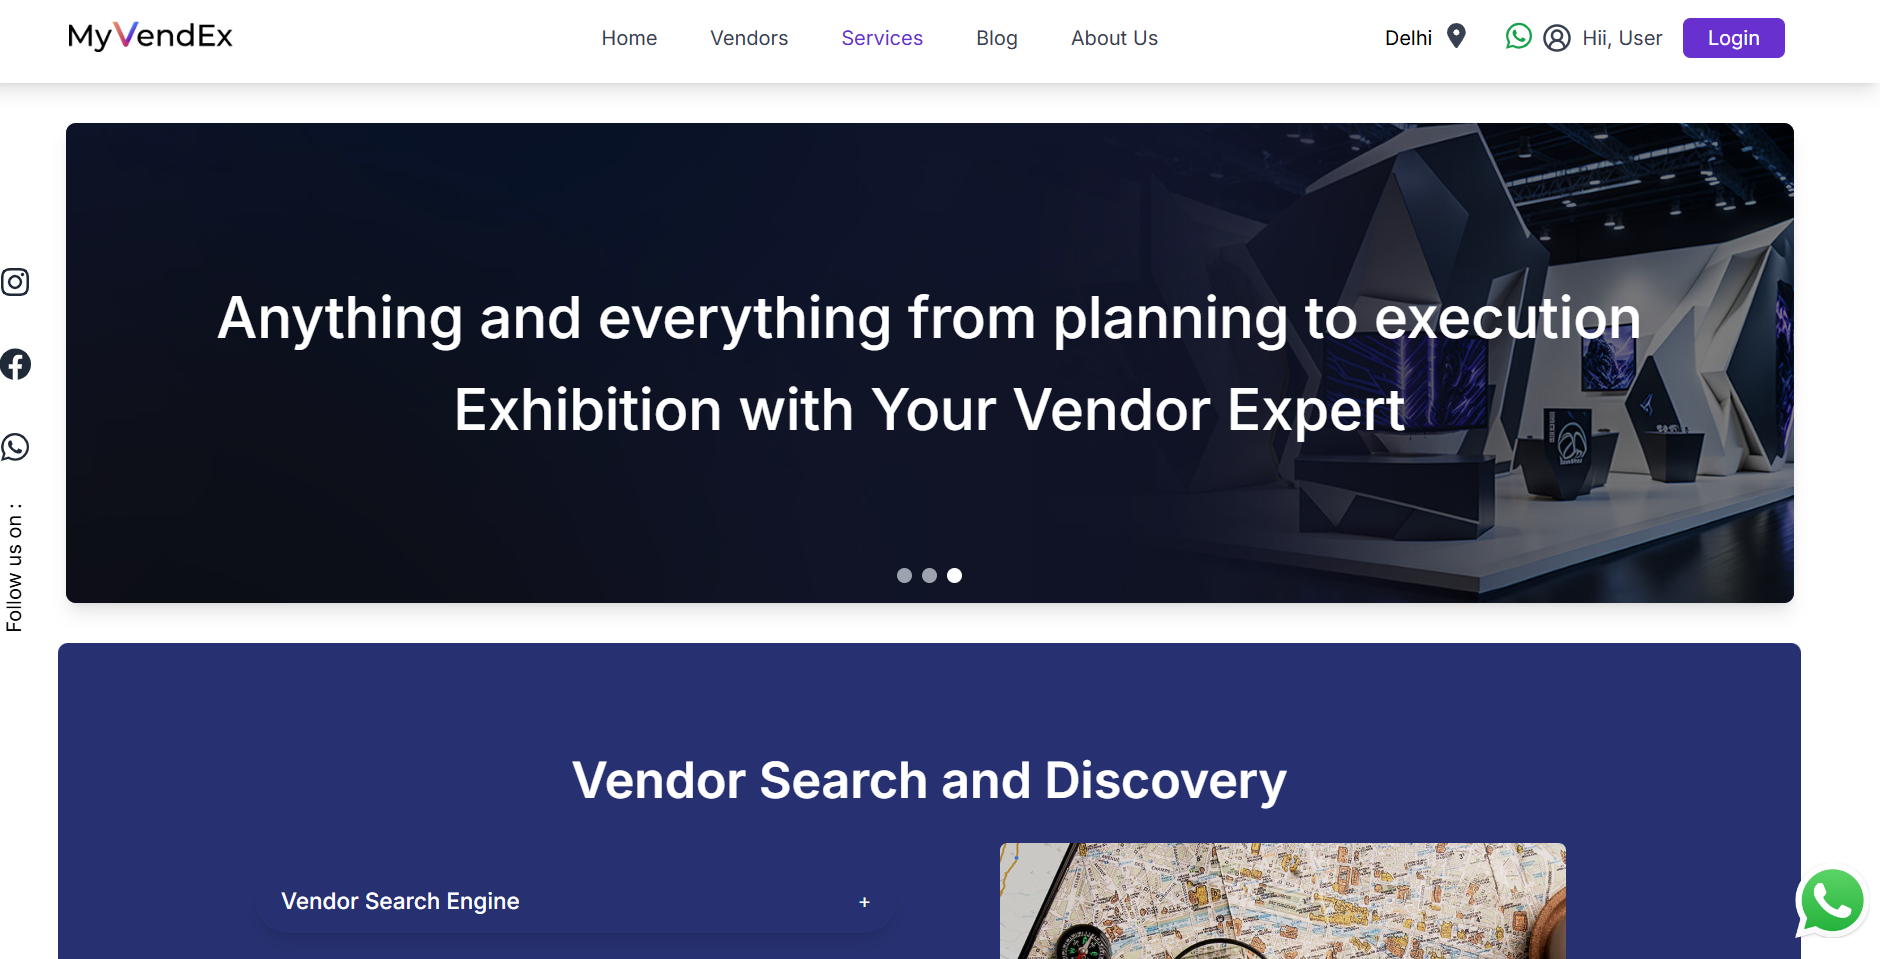 MyVendEx
Home
Vendors
Services
Blog
About Us
Delhi
Hii, User
Login
Anything and everything from planning to execution
Exhibition with Your Vendor Expert
Follow us on :
Vendor Search and Discovery
Vendor Search Engine
+